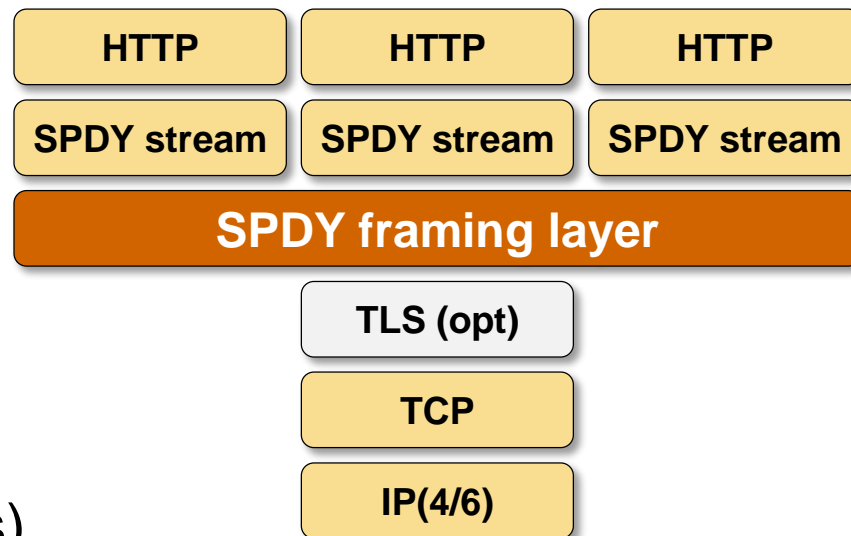 HTTP HTTP HTTP
SPDY stream SPDY stream SPDY stream
SPDY framing layer
TLS (opt)
TCP
IP(4/6)
s)